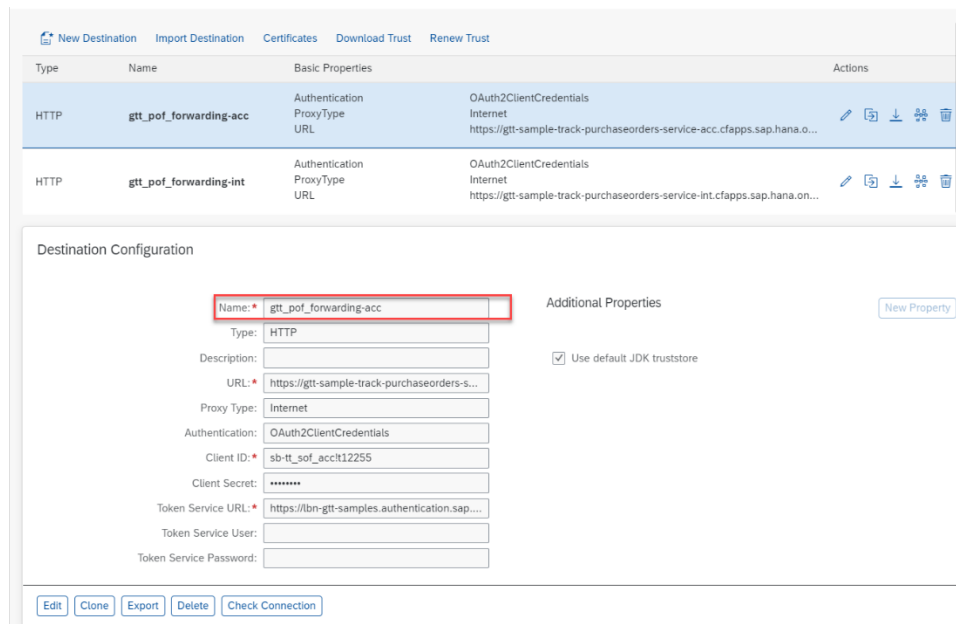 New Destination Import Destination Certificates Download Trust Renew Trust
Type Name Basic Properties Actions
HTTP gtt_pof_forwarding-acc Authentication OAuth2ClientCredentials
ProxyType Internet
URL https://gtt-sample-track-purchaseorders-service-acc.cfapps.sap.hana.o...
HTTP gtt_pof_forwarding-int Authentication OAuth2ClientCredentials
ProxyType Internet
URL https://gtt-sample-track-purchaseorders-service-int.cfapps.sap.hana.on...
Destination Configuration
Name:* gtt_pof_forwarding-acc
Type: HTTP
Description:
URL:* https://gtt-sample-track-purchaseorders-s...
Proxy Type: Internet
Authentication: OAuth2ClientCredentials
Client ID:* sb-tt_sof_acc!t12255
Client Secret: ••••••••
Token Service URL:* https://lbn-gtt-samples.authentication.sap....
Token Service User:
Token Service Password:
Additional Properties New Property
Use default JDK truststore
Edit Clone Export Delete Check Connection